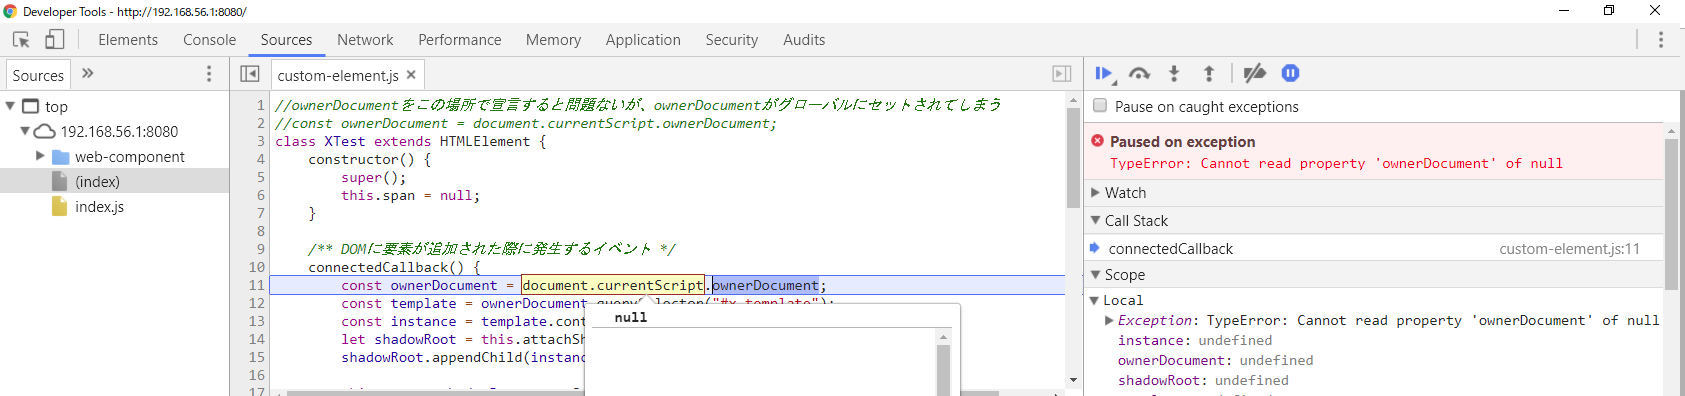 Developer Tools - http://192.168.56.1:8080/
Elements Console Sources Network Performance Memory Application Security Audits
Sources
top
192.168.56.1:8080
web-component
(index)
index.js
custom-element.js
1 //ownerDocumentをこの場所で宣言すると問題ないが、ownerDocumentがグローバルにセットされてしまう
2 //const ownerDocument = document.currentScript.ownerDocument;
3 class XTest extends HTMLElement {
4 constructor() {
5 super();
6 this.span = null;
7 }
8
9 /** DOMに要素が追加された際に発生するイベント */
10 connectedCallback() {
11 const ownerDocument = document.currentScript.ownerDocument;
12 const template = ownerDocument.querySelector("#x-template");
13 const instance = template.cont
14 let shadowRoot = this.attachSh
15 shadowRoot.appendChild(instanc
16
17
null
Pause on caught exceptions
Paused on exception
TypeError: Cannot read property 'ownerDocument' of null
Watch
Call Stack
connectedCallback custom-element.js:11
Scope
Local
Exception: TypeError: Cannot read property 'ownerDocument' of null
instance: undefined
ownerDocument: undefined
shadowRoot: undefined